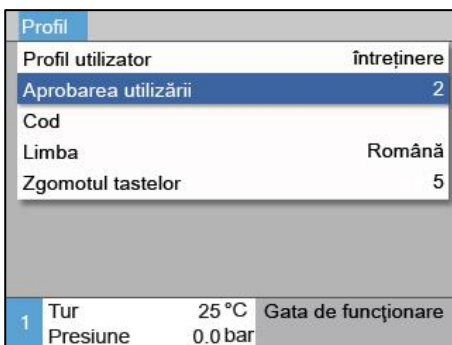 Profil
Profil utilizator întreținere
Aprobarea utilizării 2
Cod
Limba Română
Zgomotul tastelor 5
1 Tur 25 °C Gata de funcționare
Presiune 0.0 bar